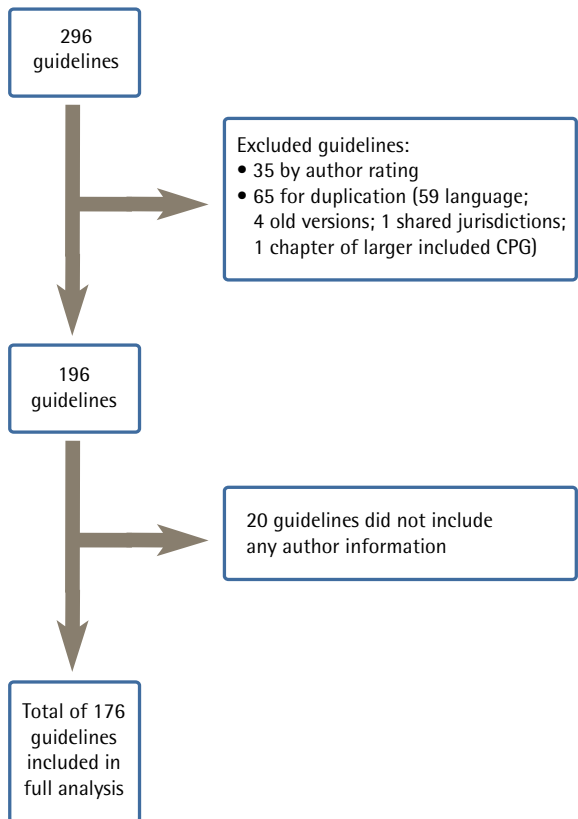 296
guidelines
Excluded guidelines:
• 35 by author rating
• 65 for duplication (59 language;
4 old versions; 1 shared jurisdictions;
1 chapter of larger included CPG)
196
guidelines
20 guidelines did not include
any author information
Total of 176
guidelines
included in
full analysis